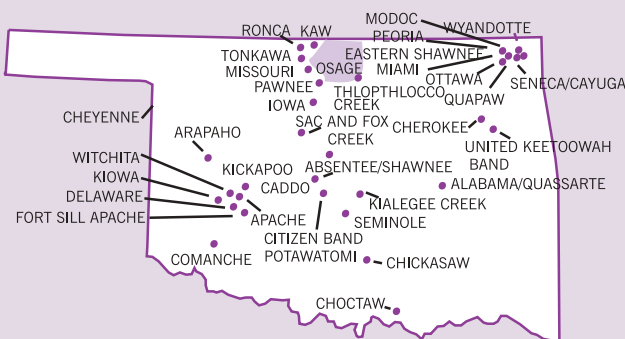 MODOC
RONCA KAW
WYANDOTTE
PEORIA
TONKAWA
EASTERN SHAWNEE
MISSOURI
OSAGE
MIAMI
PAWNEE
OTTAWA
SENECA/CAYUGA
THLOPTHLOCCO
CREEK
QUAPAW
IOWA
CHEYENNE
SAC AND FOX
CREEK
CHEROKEE
ARAPAHO
UNITED KEETOOWAH
BAND
WITCHITA
KICKAPOO
ABSENTEE/SHAWNEE
KIOWA
CADDO
ALABAMA/QUASSARTE
DELAWARE
KIALEGEE CREEK
FORT SILL APACHE
APACHE
SEMINOLE
CITIZEN BAND
POTAWATOMI
COMANCHE
CHICKASAW
CHOCTAW